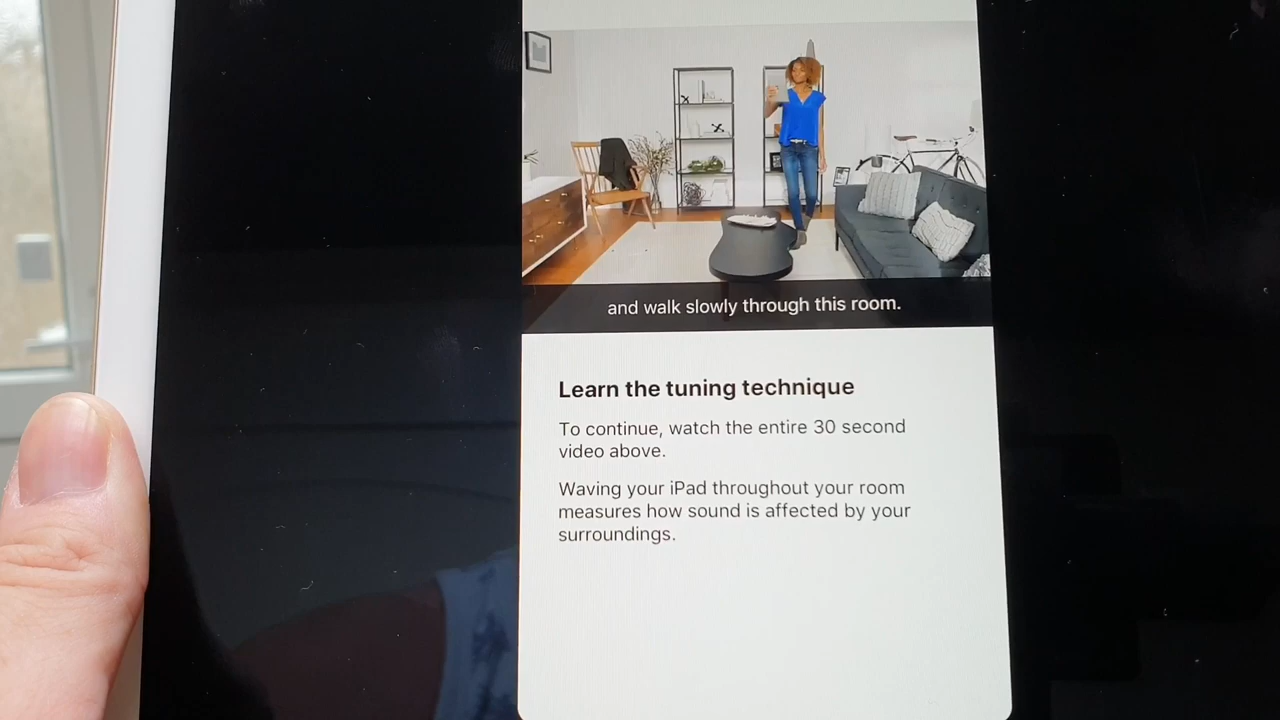 and walk slowly through this room.
Learn the tuning technique
To continue, watch the entire 30 second
video above.
Waving your iPad throughout your room
measures how sound is affected by your
surroundings.